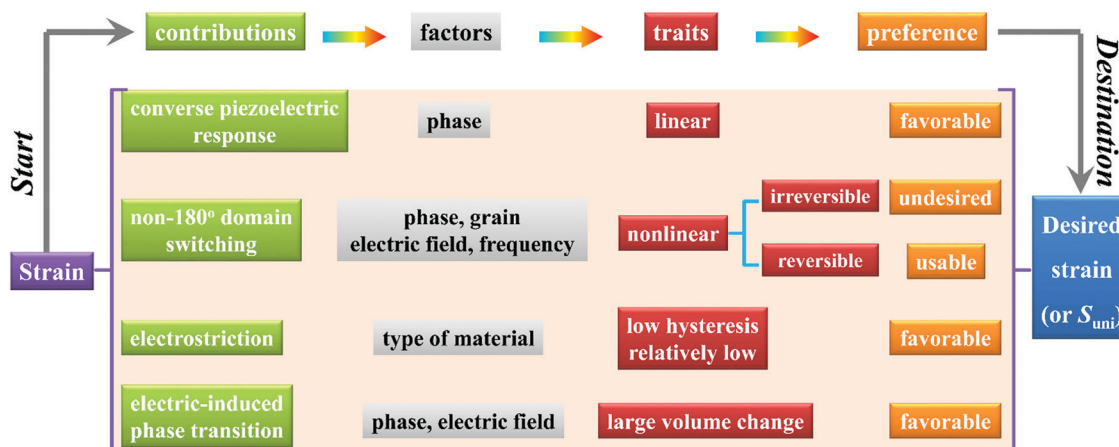 Start
contributions
factors
traits
preference
Destination
converse piezoelectric
response
phase
linear
favorable
non-180° domain
switching
phase, grain
electric field, frequency
nonlinear
irreversible
undesired
reversible
usable
Strain
electrostriction
type of material
low hysteresis
relatively low
favorable
electric-induced
phase transition
phase, electric field
large volume change
favorable
Desired
strain
(or Suni)